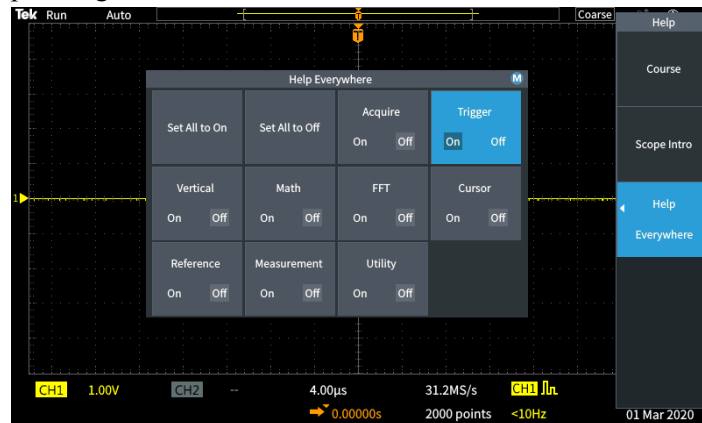 Tek Run Auto Coarse
Help
T
Help Everywhere M
Course
Set All to On Set All to Off Acquire On Off Trigger On Off
Scope Intro
Vertical On Off Math On Off FFT On Off Cursor On Off
1
Help
Everywhere
Reference On Off Measurement On Off Utility On Off
CH1 1.00V CH2 -- 4.00µs 31.2MS/s CH1
0.00000s 2000 points <10Hz 01 Mar 2020